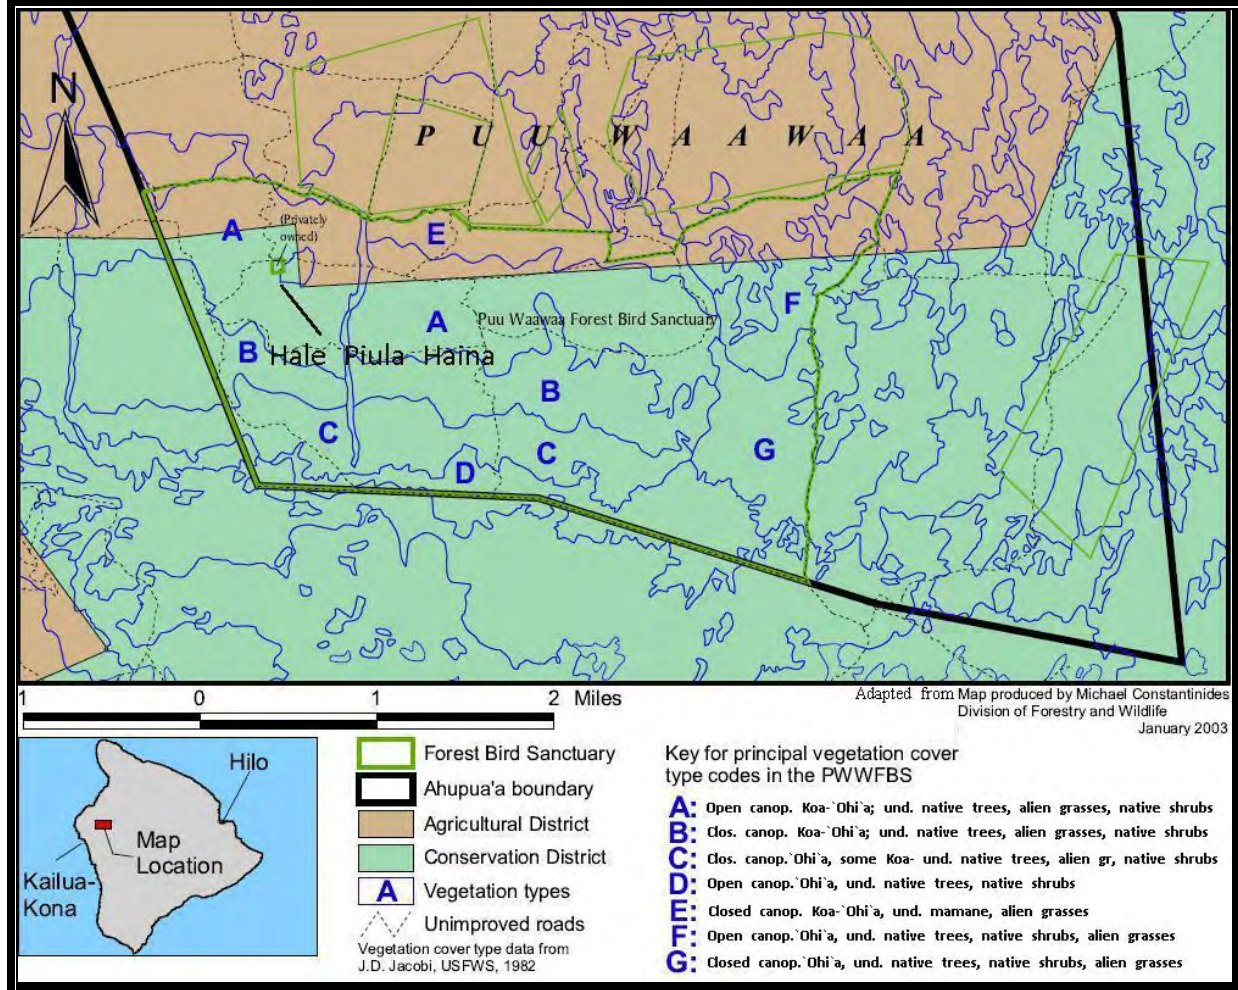 N
P U U W A A W A A
A
(Privately
owned)
E
F
A
Puu Waawaa Forest Bird Sanctuary
B
Hale Piula Haina
B
C
C
D
G
1 0 1 2 Miles
Adapted from Map produced by Michael Constantinides
Division of Forestry and Wildlife
January 2003
Hilo
Map
Location
Kailua-
Kona
Forest Bird Sanctuary
Ahupua'a boundary
Agricultural District
Conservation District
A Vegetation types
Unimproved roads
Vegetation cover type data from
J.D. Jacobi, USFWS, 1982
Key for principal vegetation cover
type codes in the PWWFBS
A: Open canop. Koa-`Ohi`a; und. native trees, alien grasses, native shrubs
B: Clos. canop. Koa-`Ohi`a; und. native trees, alien grasses, native shrubs
C: Clos. canop.`Ohi`a, some Koa- und. native trees, alien gr, native shrubs
D: Open canop.`Ohi`a, und. native trees, native shrubs
E: Closed canop. Koa-`Ohi`a, und. mamane, alien grasses
F: Open canop.`Ohi`a, und. native trees, native shrubs, alien grasses
G: Closed canop.`Ohi`a, und. native trees, native shrubs, alien grasses